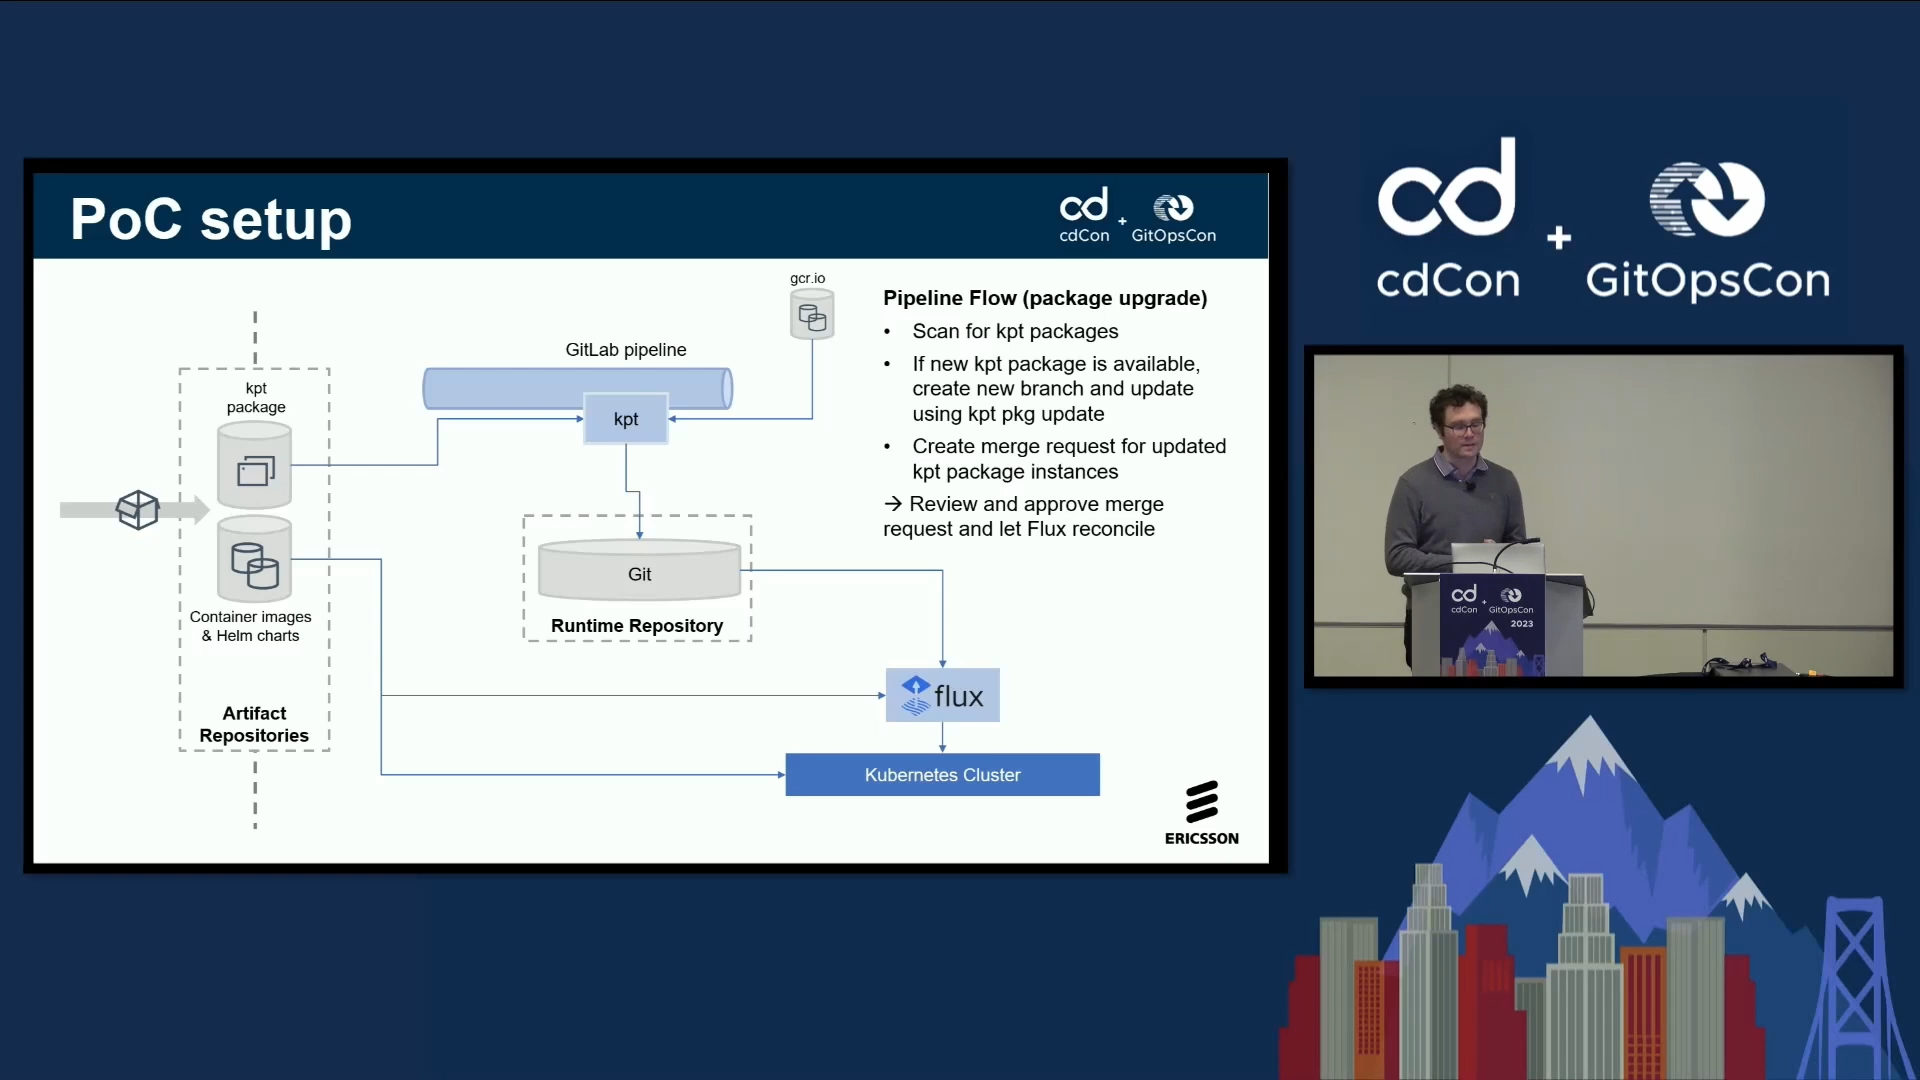 PoC setup
cdCon
+
GitOpsCon
gcr.io
GitLab pipeline
kpt
package
kpt
Container images
& Helm charts
Artifact
Repositories
Git
Runtime Repository
flux
Kubernetes Cluster
Pipeline Flow (package upgrade)
• Scan for kpt packages
• If new kpt package is available,
create new branch and update
using kpt pkg update
• Create merge request for updated
kpt package instances
→ Review and approve merge
request and let Flux reconcile
ERICSSON
cd
cdCon
+
GitOpsCon
cd
cdCon
+
GitOpsCon
2023